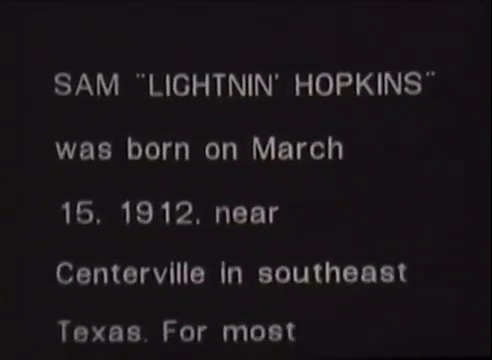 SAM "LIGHTNIN' HOPKINS"
was born on March
15, 1912, near
Centerville in southeast
Texas. For most